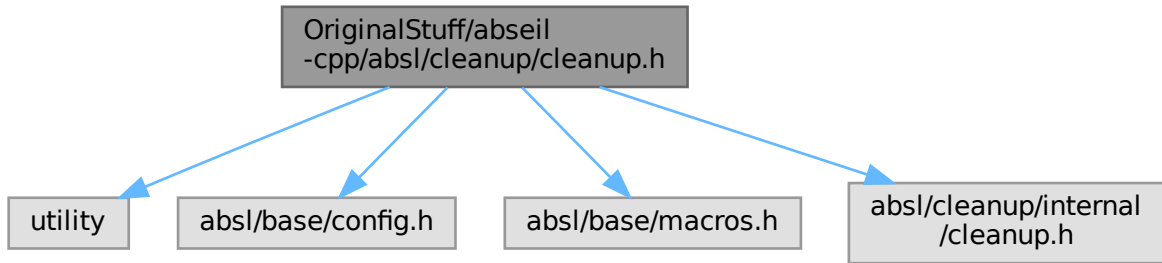 OriginalStuff/abseil
-cpp/absl/cleanup/cleanup.h
utility
absl/base/config.h
absl/base/macros.h
absl/cleanup/internal
/cleanup.h